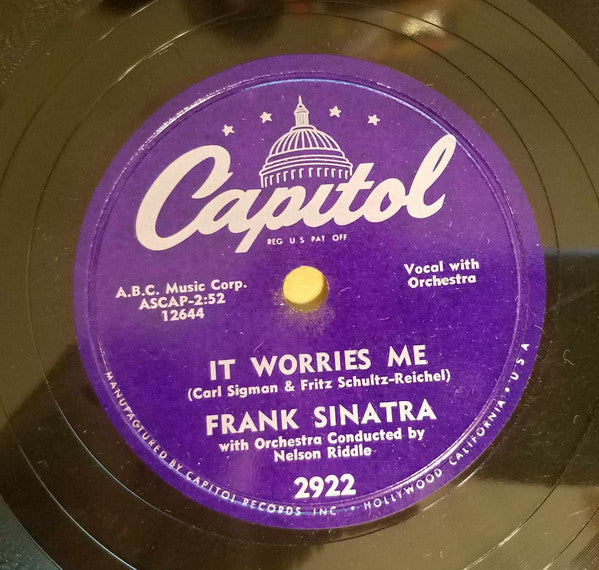 Capitol
REG U S PAT OFF
A.B.C. Music Corp.
ASCAP-2:52
12644
Vocal with
Orchestra
IT WORRIES ME
(Carl Sigman & Fritz Schultz-Reichel)
FRANK SINATRA
with Orchestra Conducted by
Nelson Riddle
2922
MANUFACTURED BY CAPITOL RECORDS INC • HOLLYWOOD CALIFORNIA • U S A